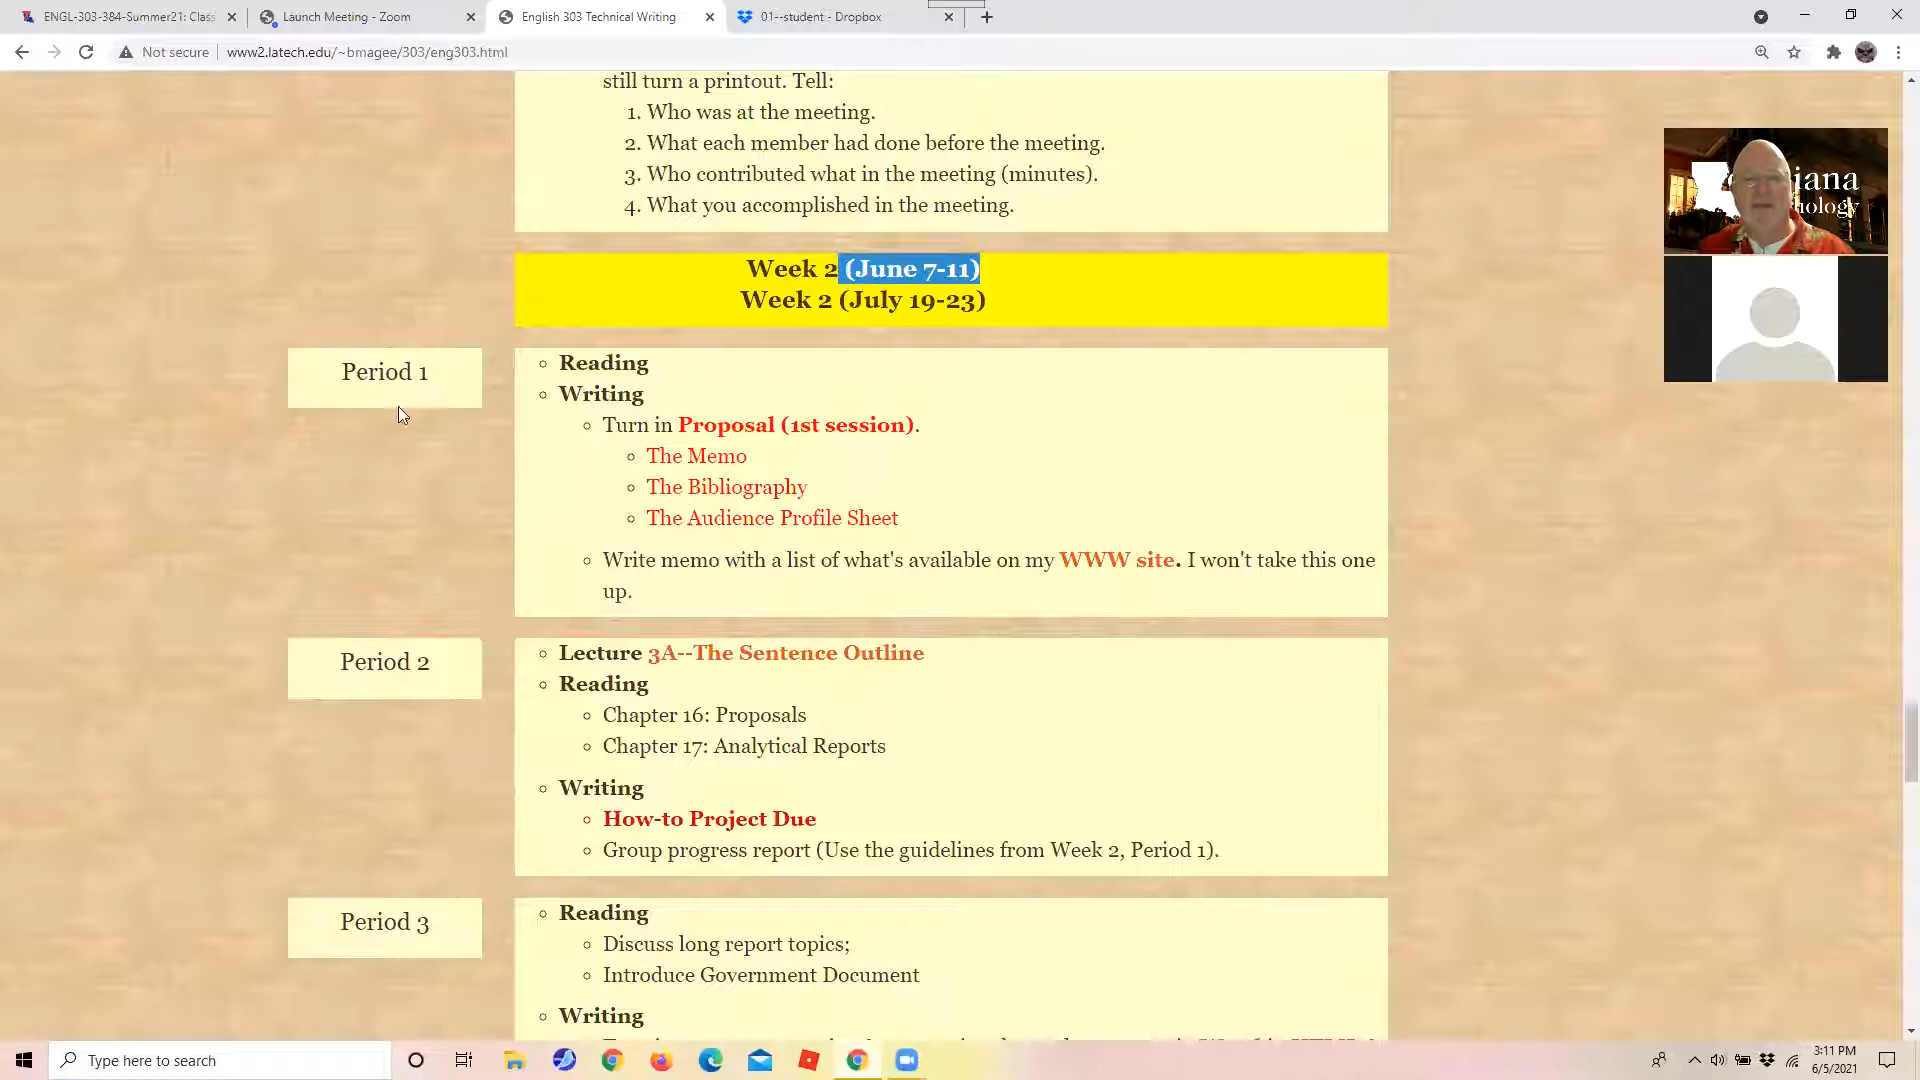 ENGL-303-384-Summer21: Class
Launch Meeting - Zoom
English 303 Technical Writing
01--student - Dropbox
Not secure
www2.latech.edu/~bmagee/303/eng303.html
still turn a printout. Tell:
1. Who was at the meeting.
2. What each member had done before the meeting.
3. Who contributed what in the meeting (minutes).
4. What you accomplished in the meeting.
Week 2 (June 7-11)
Week 2 (July 19-23)
Period 1
Reading
Writing
Turn in Proposal (1st session).
The Memo
The Bibliography
The Audience Profile Sheet
Write memo with a list of what's available on my WWW site. I won't take this one
up.
Period 2
Lecture 3A--The Sentence Outline
Reading
Chapter 16: Proposals
Chapter 17: Analytical Reports
Writing
How-to Project Due
Group progress report (Use the guidelines from Week 2, Period 1).
Period 3
Reading
Discuss long report topics;
Introduce Government Document
Writing
Type here to search
3:11 PM
6/5/2021